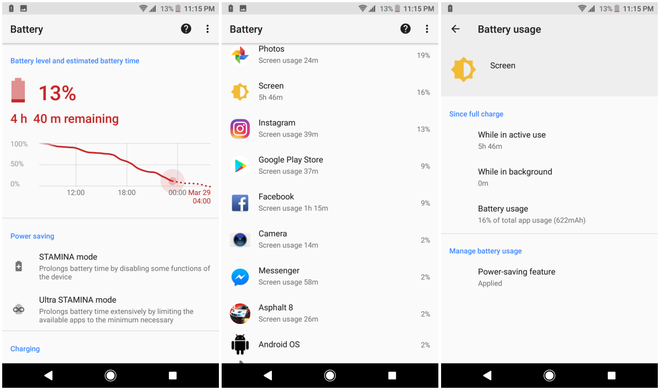 13% 11:15 PM
Battery
Battery level and estimated battery time
13%
4 h 40 m remaining
100%
50%
0%
12:00 18:00 00:00 Mar 29
04:00
Power saving
STAMINA mode
Prolongs battery time by disabling some functions of
the device
Ultra STAMINA mode
Prolongs battery time extensively by limiting the
available apps to the minimum necessary
Charging
13% 11:15 PM
Battery
Photos
Screen usage 24m
19%
Screen
5h 46m
16%
Instagram
Screen usage 39m
13%
Google Play Store
Screen usage 37m
9%
Facebook
Screen usage 1h 15m
9%
Camera
Screen usage 14m
2%
Messenger
Screen usage 58m
2%
Asphalt 8
Screen usage 26m
2%
Android OS
2%
13% 11:15 PM
Battery usage
Screen
Since full charge
While in active use
5h 46m
While in background
0m
Battery usage
16% of total app usage (622mAh)
Manage battery usage
Power-saving feature
Applied